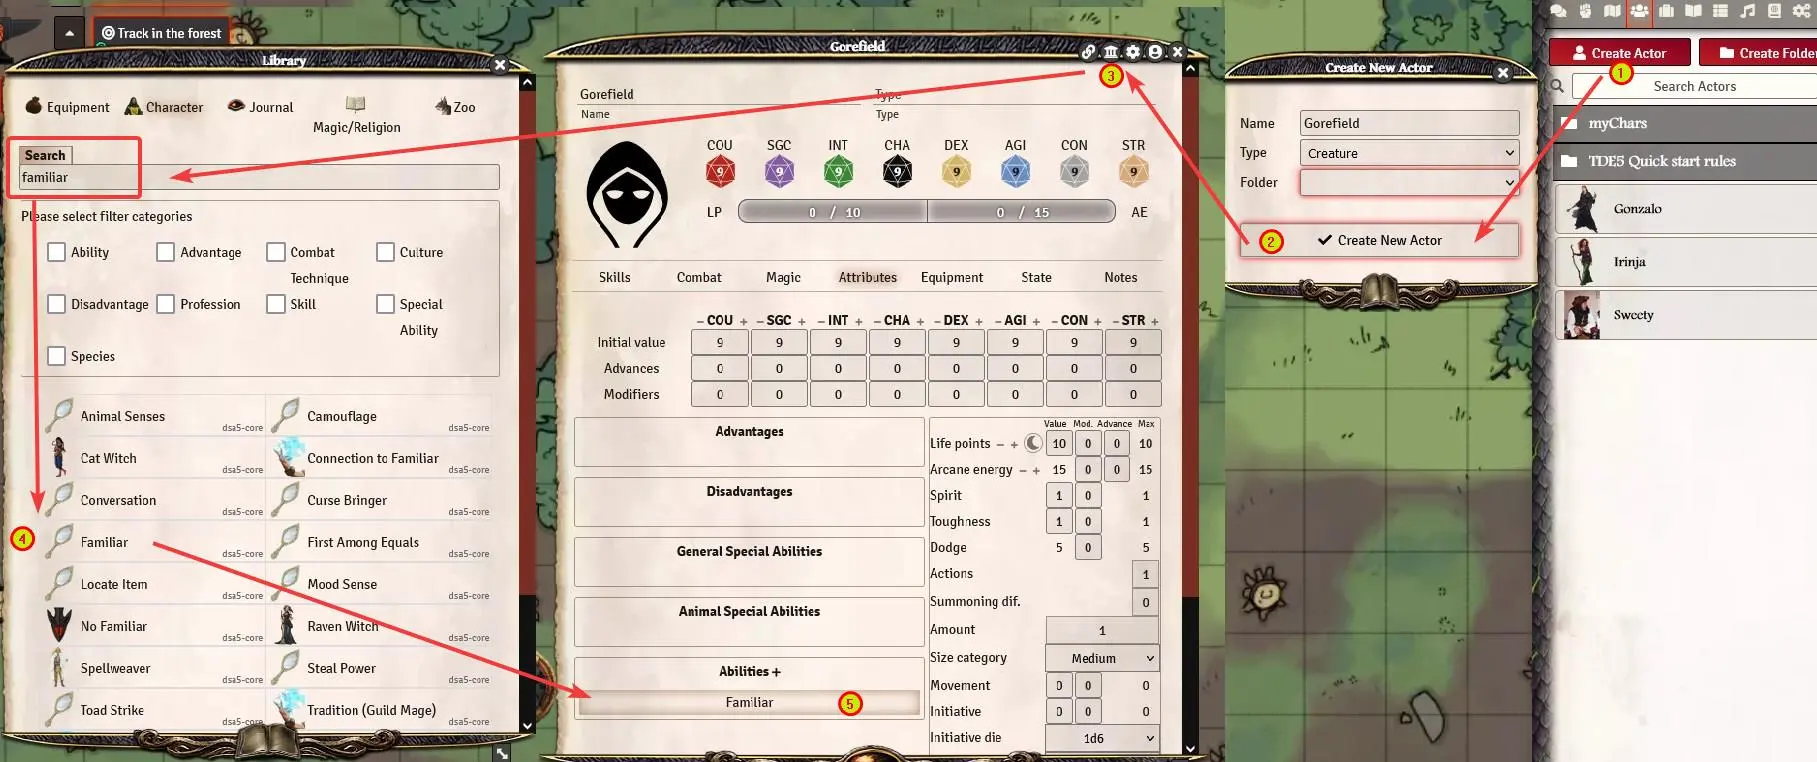 Track in the forest
Library
Equipment
Character
Journal
Magic/Religion
Zoo
Search
familiar
Please select filter categories
Ability
Advantage
Combat Technique
Culture
Disadvantage
Profession
Skill
Special Ability
Species
Animal Senses dsa5-core
Camouflage dsa5-core
Cat Witch dsa5-core
Connection to Familiar dsa5-core
Conversation dsa5-core
Curse Bringer dsa5-core
4
Familiar dsa5-core
First Among Equals dsa5-core
Locate Item dsa5-core
Mood Sense dsa5-core
No Familiar dsa5-core
Raven Witch dsa5-core
Spellweaver dsa5-core
Steal Power dsa5-core
Toad Strike dsa5-core
Tradition (Guild Mage) dsa5-core
Gorefield
3
Gorefield
Type
Name
Type
COU SGC INT CHA DEX AGI CON STR
9 9 9 9 9 9 9 9
LP 0 / 10 0 / 15 AE
Skills Combat Magic Attributes Equipment State Notes
− COU + − SGC + − INT + − CHA + − DEX + − AGI + − CON + − STR +
Initial value 9 9 9 9 9 9 9 9
Advances 0 0 0 0 0 0 0 0
Modifiers 0 0 0 0 0 0 0 0
Advantages
Disadvantages
General Special Abilities
Animal Special Abilities
Abilities +
Familiar
5
Value Mod. Advance Max
Life points − + 10 0 0 10
Arcane energy − + 15 0 0 15
Spirit 1 0 1
Toughness 1 0 1
Dodge 5 0 5
Actions 1
Summoning dif. 0
Amount 1
Size category Medium
Movement 0 0 0
Initiative 0 0 0
Initiative die 1d6
Create New Actor
Name Gorefield
Type Creature
Folder
2
Create New Actor
Create Actor
Create Folder
1
Search Actors
myChars
TDE5 Quick start rules
Gonzalo
Irinja
Sweety